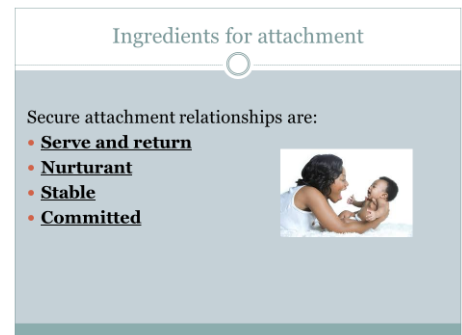 Ingredients for attachment
Secure attachment relationships are:
• Serve and return
• Nurturant
• Stable
• Committed